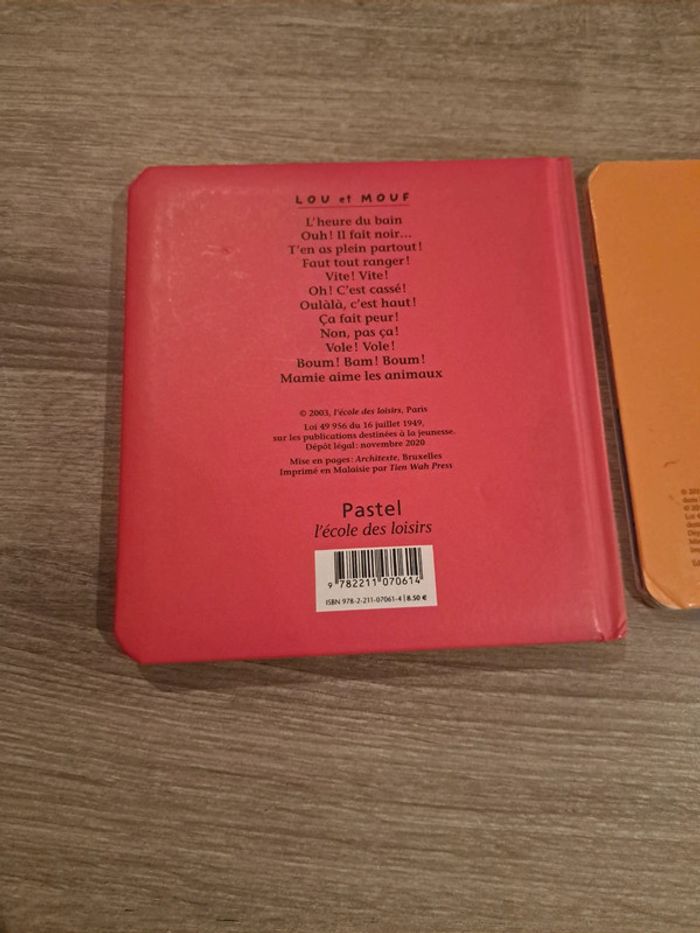 LOU et MOUF
L'heure du bain
Ouh! Il fait noir...
T'en as plein partout!
Faut tout ranger!
Vite! Vite!
Oh! C'est cassé!
Oulàlà, c'est haut!
Ça fait peur!
Non, pas ça!
Vole! Vole!
Boum! Bam! Boum!
Mamie aime les animaux
© 2003, l'école des loisirs, Paris
Loi 49 956 du 16 juillet 1949,
sur les publications destinées à la jeunesse.
Dépôt légal: novembre 2020
Mise en pages: Architexte, Bruxelles
Imprimé en Malaisie par Tien Wah Press
Pastel
l'école des loisirs
9 782211 070614
ISBN 978-2-211-07061-4 | 8.50 €